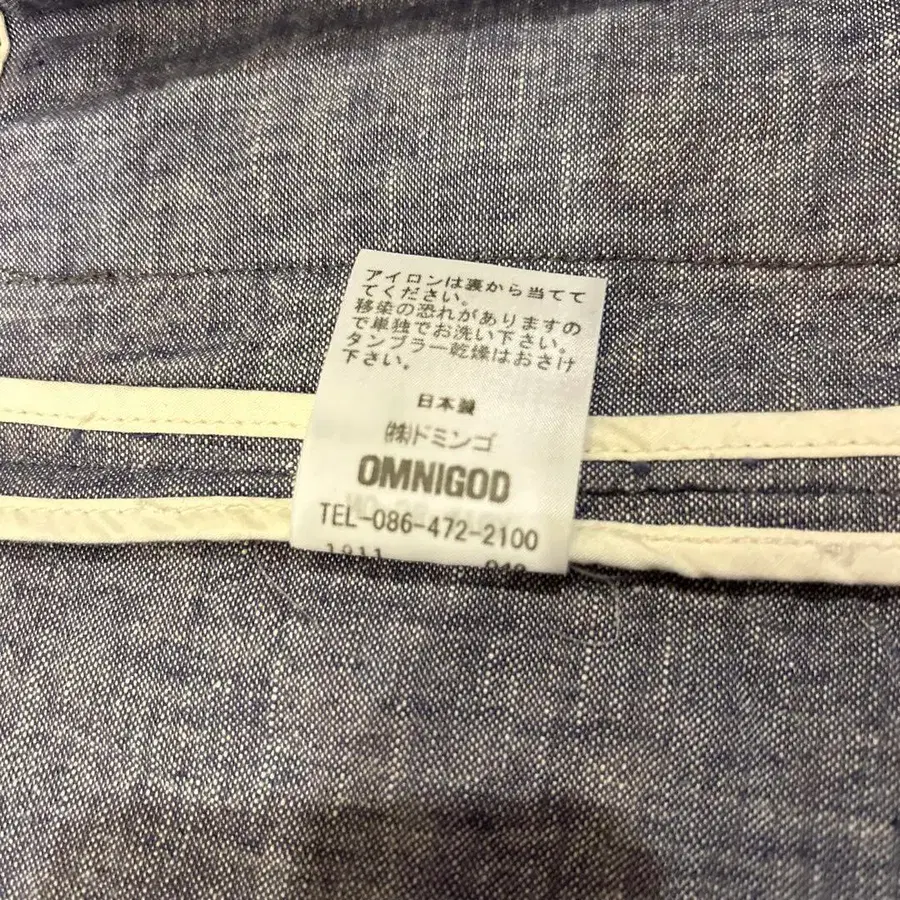 アイロンは裏から当てて
てください。
移染の恐れがありますの
で単独でお洗い下さい。
タンブラー乾燥はおさけ
下さい。
日本製
㈱ドミンゴ
OMNIGOD
TEL-086-472-2100